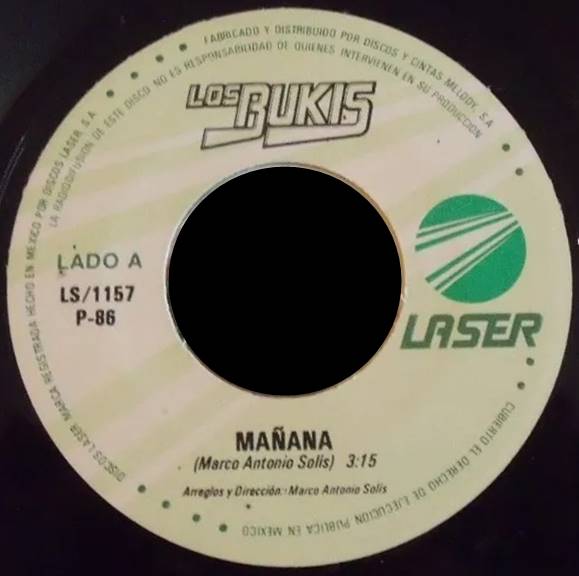 FABRICADO Y DISTRIBUIDO POR DISCOS Y CINTAS MELODY, S.A
LA RADIODIFUSION DE ESTE DISCO NO ES RESPONSABILIDAD DE QUIENES INTERVIENEN EN SU PRODUCCION
LOS BUKIS
LADO A
LS/1157
P-86
LASER
MAÑANA
(Marco Antonio Solís) 3:15
Arreglos y Dirección: Marco Antonio Solís
DISCOS LASER MARCA REGISTRADA HECHO EN MEXICO POR DISCOS LASER, S.A
CUBIERTO EL DERECHO DE EJECUCION PUBLICA EN MEXICO